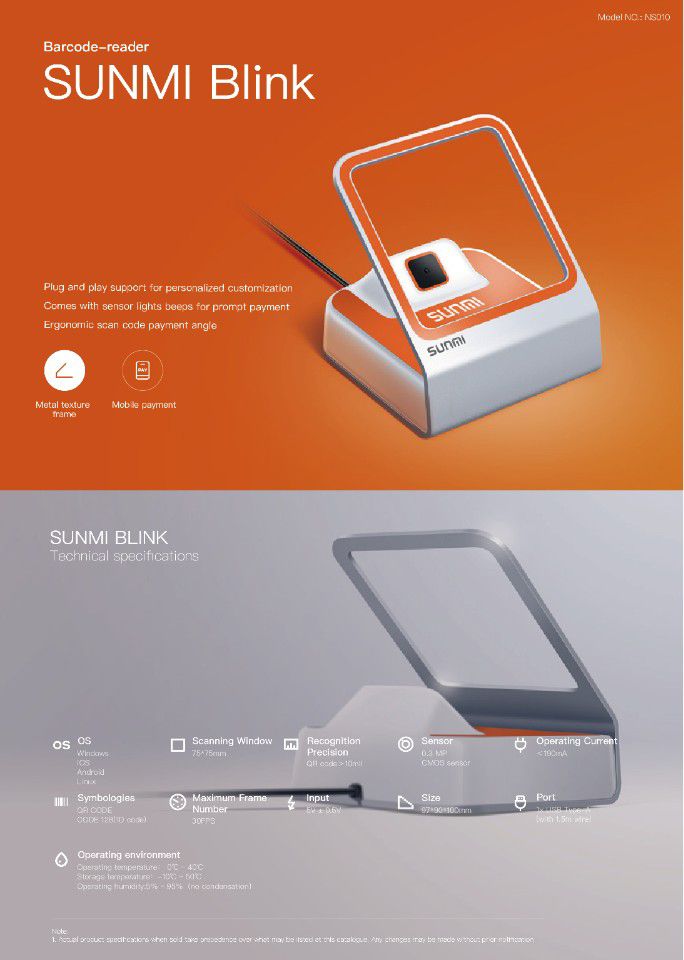 Model NO.: NS010
Barcode-reader
SUNMI Blink
Plug and play support for personalized customization
Comes with sensor lights beeps for prompt payment
Ergonomic scan code payment angle
PAY
Metal texture
frame
Mobile payment
SUNMI
SUNMI
SUNMI BLINK
Technical specifications
OS
OS
Windows
iOS
Android
Linux
Scanning Window
75*75mm
Recognition
Precision
QR code≥10mil
Sensor
0.3 MP
CMOS sensor
Operating Current
<190mA
Symbologies
QR CODE
CODE 128(1D code)
Maximum Frame
Number
30FPS
Input
5V ± 0.5V
Size
97*90*100mm
Port
1x USB Type-A
(with 1.5m wire)
Operating environment
Operating temperature: 0℃ ~ 40℃
Storage temperature: -10℃ ~ 50℃
Operating humidity:5% ~ 95% (no condensation)
Note:
1. Actual product specifications when sold take precedence over what may be listed at this catalogue. Any changes may be made without prior notification